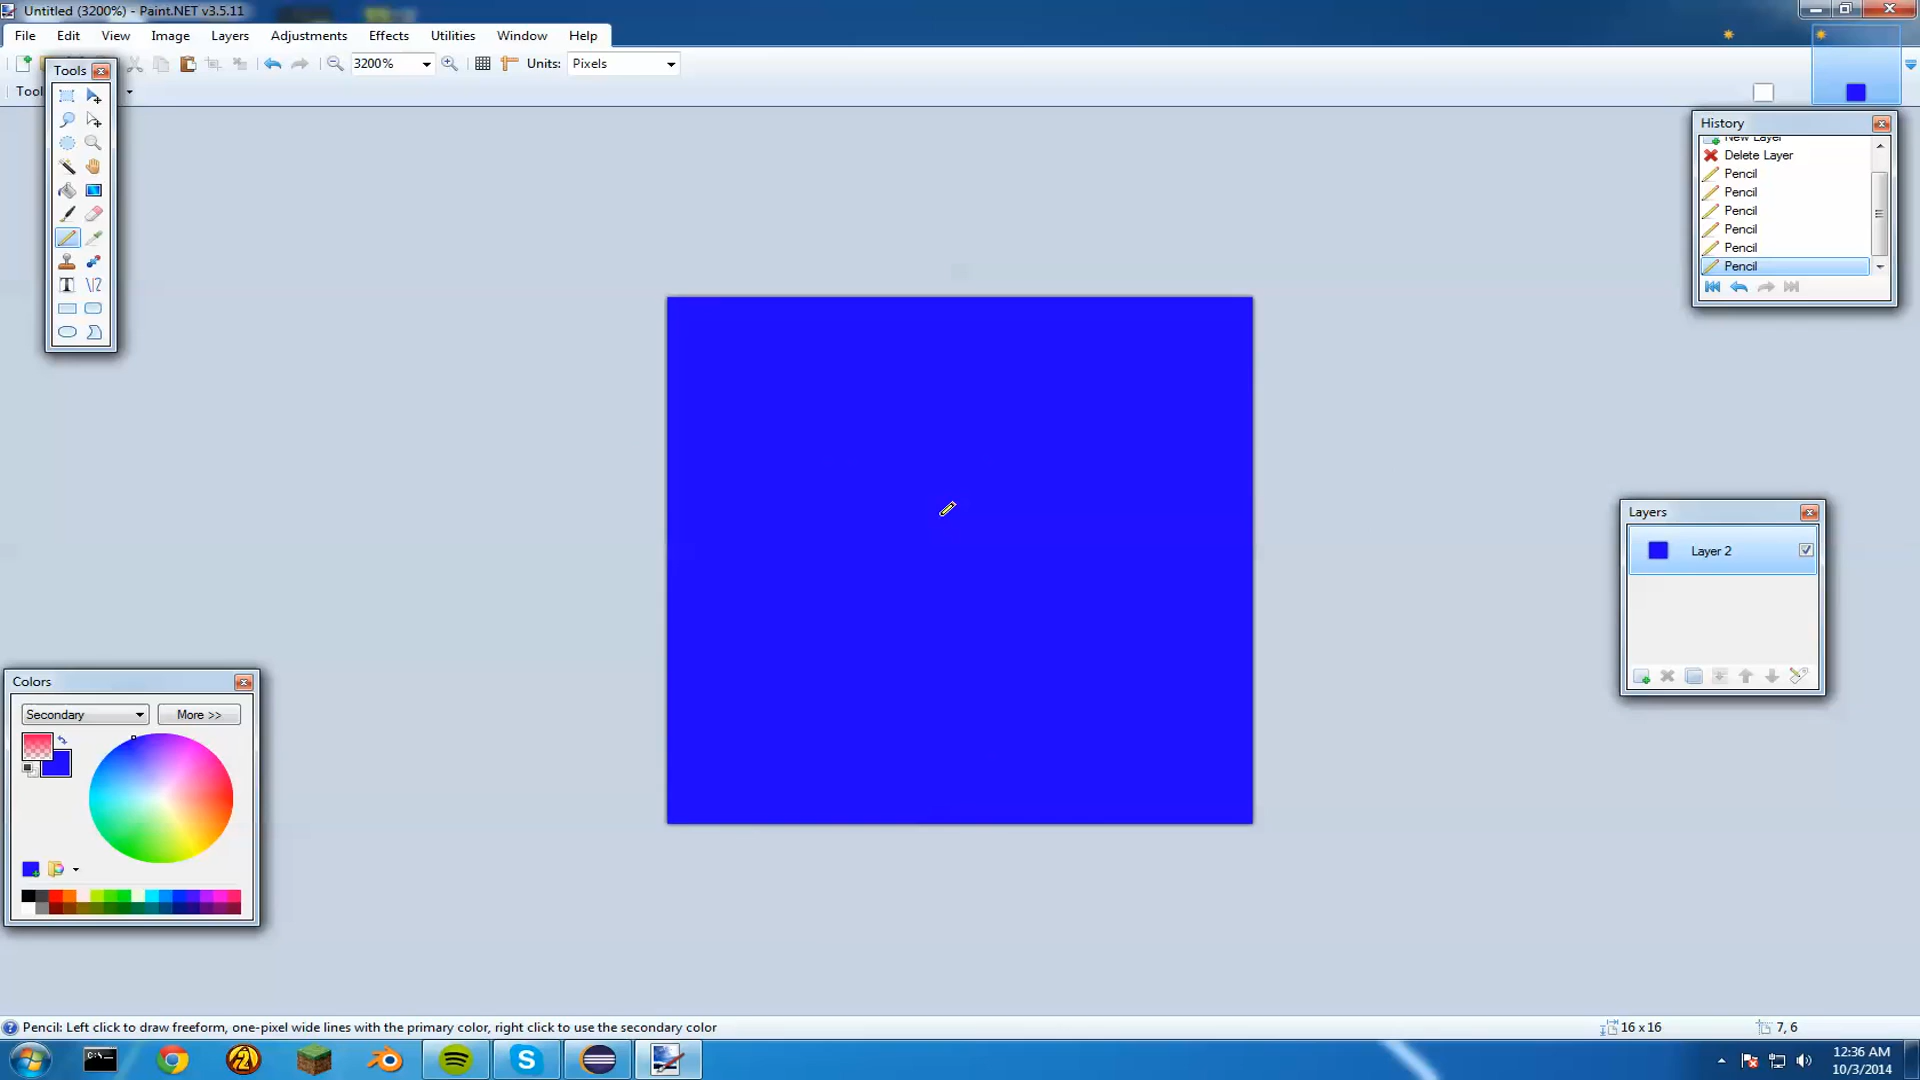 Untitled (3200%) - Paint.NET v3.5.11
File Edit View Image Layers Adjustments Effects Utilities Window Help
3200% Units: Pixels
Tools
Tool
History
New Layer
Delete Layer
Pencil
Pencil
Pencil
Pencil
Pencil
Pencil
Layers
Layer 2
Colors
Secondary More >>
Pencil: Left click to draw freeform, one-pixel wide lines with the primary color, right click to use the secondary color
16 x 16
7, 6
C:\
12:36 AM
10/3/2014